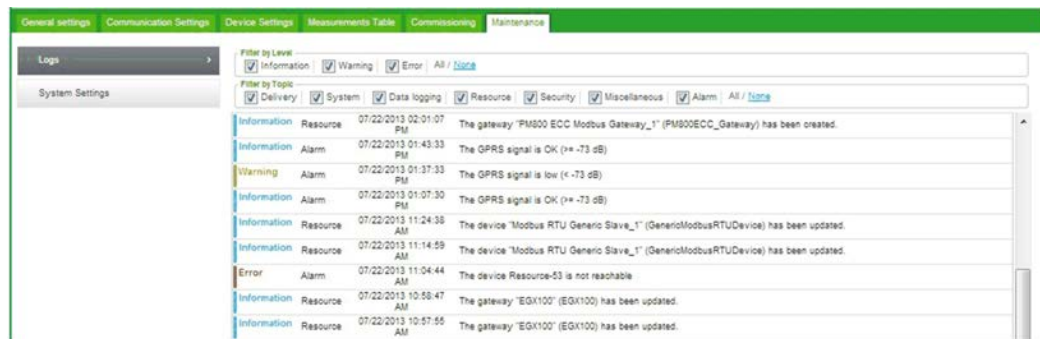 General settings Communication Settings Device Settings Measurements Table Commissioning Maintenance
Logs
System Settings
Filter by Level
Information Warning Error All / None
Filter by Topic
Delivery System Data logging Resource Security Miscellaneous Alarm All / None
Information Resource 07/22/2013 02:01:07 PM The gateway "PM800 ECC Modbus Gateway_1" (PM800ECC_Gateway) has been created.
Information Alarm 07/22/2013 01:43:33 PM The GPRS signal is OK (>= -73 dB)
Warning Alarm 07/22/2013 01:37:33 PM The GPRS signal is low (< -73 dB)
Information Alarm 07/22/2013 01:07:30 PM The GPRS signal is OK (>= -73 dB)
Information Resource 07/22/2013 11:24:38 AM The device "Modbus RTU Generic Slave_1" (GenericModbusRTUDevice) has been updated.
Information Resource 07/22/2013 11:14:59 AM The device "Modbus RTU Generic Slave_1" (GenericModbusRTUDevice) has been updated.
Error Alarm 07/22/2013 11:04:44 AM The device Resource-53 is not reachable
Information Resource 07/22/2013 10:58:47 AM The gateway "EGX100" (EGX100) has been updated.
Information Resource 07/22/2013 10:57:55 AM The gateway "EGX100" (EGX100) has been updated.